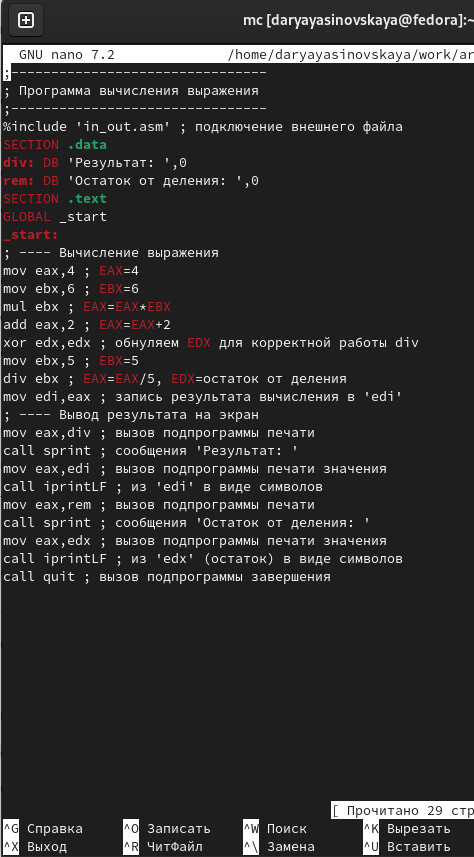 mc [daryayasinovskaya@fedora]:~
GNU nano 7.2 /home/daryayasinovskaya/work/ar
;--------------------------------
; Программа вычисления выражения
;--------------------------------
%include 'in_out.asm' ; подключение внешнего файла
SECTION .data
div: DB 'Результат: ',0
rem: DB 'Остаток от деления: ',0
SECTION .text
GLOBAL _start
_start:
; ---- Вычисление выражения
mov eax,4 ; EAX=4
mov ebx,6 ; EBX=6
mul ebx ; EAX=EAX*EBX
add eax,2 ; EAX=EAX+2
xor edx,edx ; обнуляем EDX для корректной работы div
mov ebx,5 ; EBX=5
div ebx ; EAX=EAX/5, EDX=остаток от деления
mov edi,eax ; запись результата вычисления в 'edi'
; ---- Вывод результата на экран
mov eax,div ; вызов подпрограммы печати
call sprint ; сообщения 'Результат: '
mov eax,edi ; вызов подпрограммы печати значения
call iprintLF ; из 'edi' в виде символов
mov eax,rem ; вызов подпрограммы печати
call sprint ; сообщения 'Остаток от деления: '
mov eax,edx ; вызов подпрограммы печати значения
call iprintLF ; из 'edx' (остаток) в виде символов
call quit ; вызов подпрограммы завершения
[ Прочитано 29 стр
^G Справка ^O Записать ^W Поиск ^K Вырезать
^X Выход ^R ЧитФайл ^\ Замена ^U Вставить